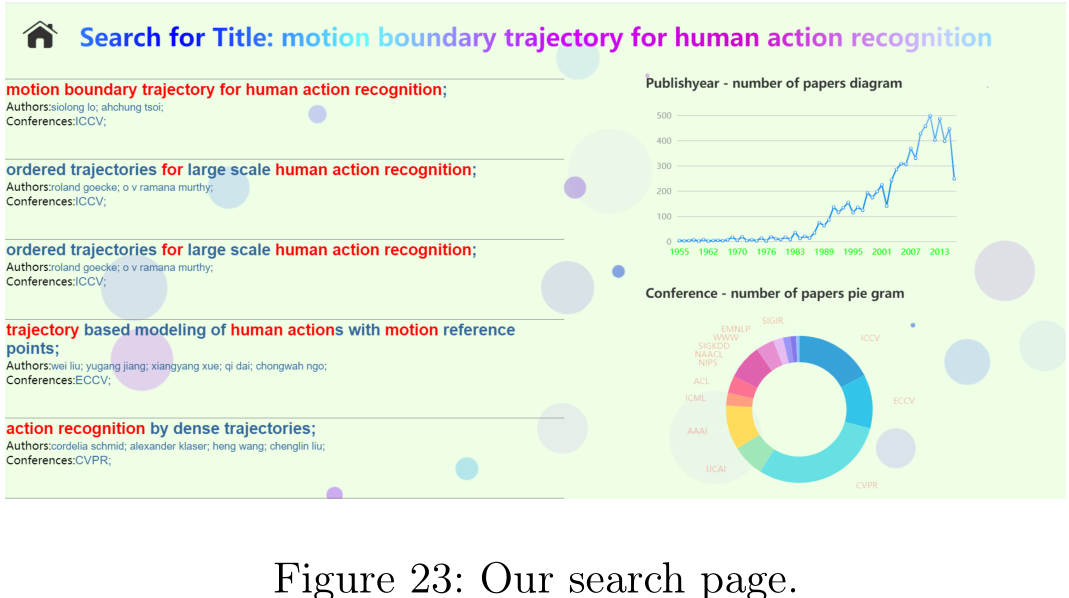 Search for Title: motion boundary trajectory for human action recognition
motion boundary trajectory for human action recognition;
Authors:siolong lo; ahchung tsoi;
Conferences:ICCV;
ordered trajectories for large scale human action recognition;
Authors:roland goecke; o v ramana murthy;
Conferences:ICCV;
ordered trajectories for large scale human action recognition;
Authors:roland goecke; o v ramana murthy;
Conferences:ICCV;
trajectory based modeling of human actions with motion reference
points;
Authors:wei liu; yugang jiang; xiangyang xue; qi dai; chongwah ngo;
Conferences:ECCV;
action recognition by dense trajectories;
Authors:cordelia schmid; alexander klaser; heng wang; chenglin liu;
Conferences:CVPR;
Publishyear - number of papers diagram
500
400
300
200
100
0
1955 1962 1970 1976 1983 1989 1995 2001 2007 2013
Conference - number of papers pie gram
SIGIR
EMNLP
WWW
SIGKDD
NAACL
NIPS
ACL
ICML
AAAI
IJCAI
ICCV
ECCV
CVPR
Figure 23: Our search page.